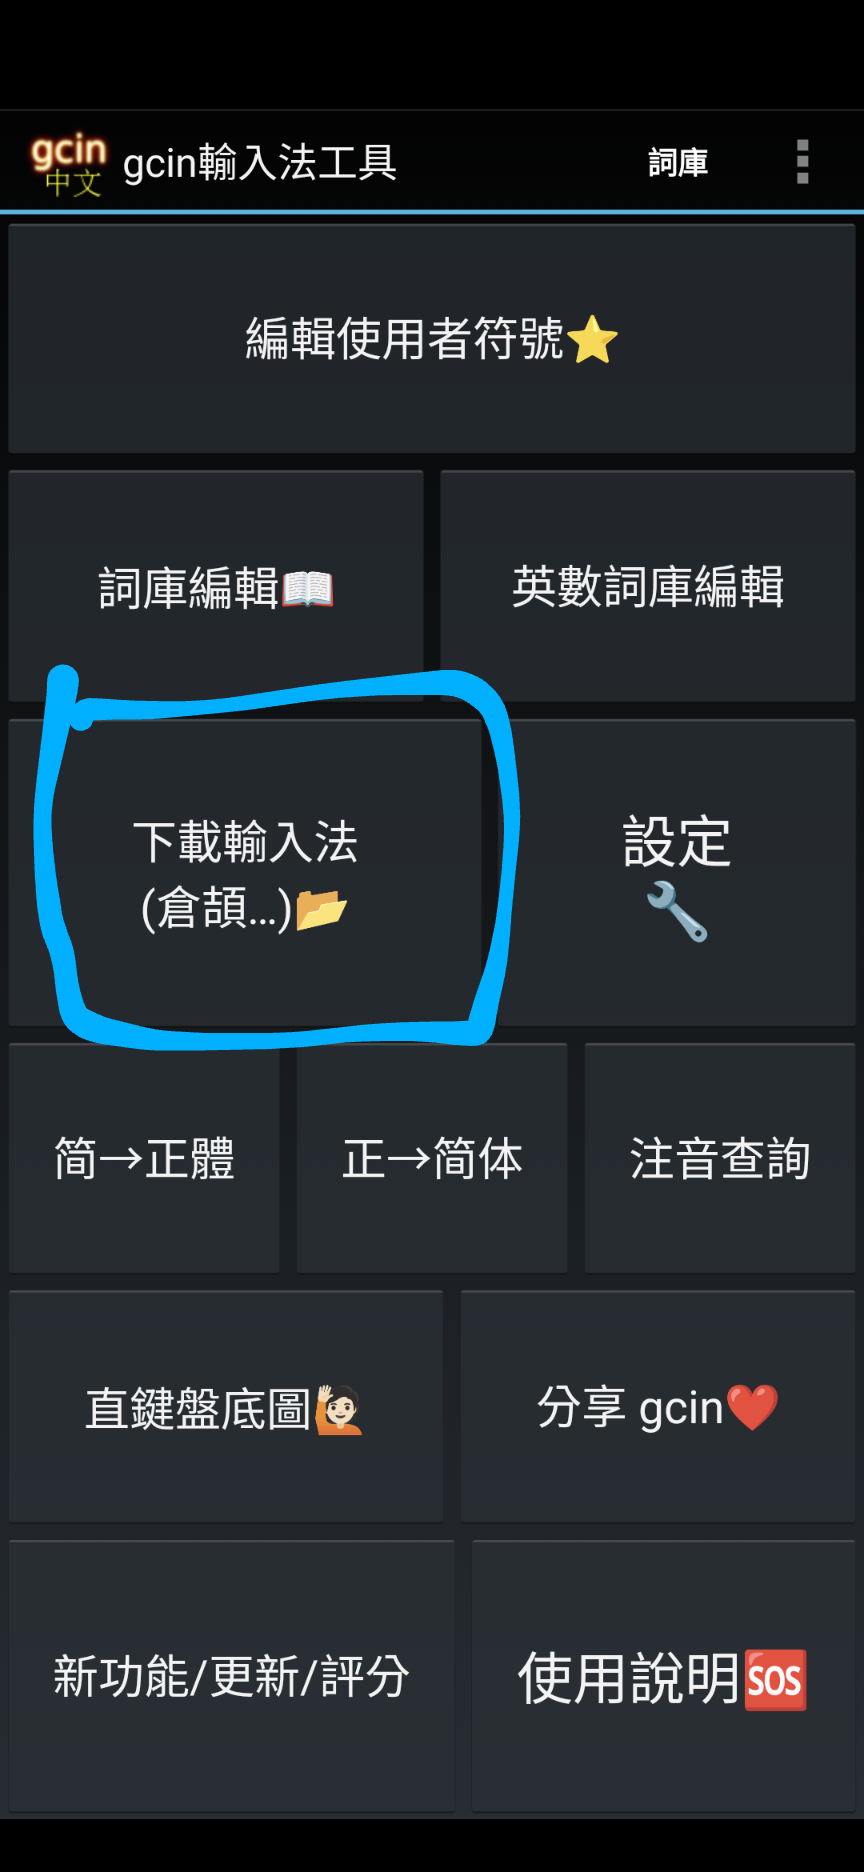 gcin
中文
gcin輸入法工具
詞庫
編輯使用者符號⭐
詞庫編輯📖
英數詞庫編輯
下載輸入法
(倉頡...)📂
設定
🔧
简→正體
正→简体
注音查詢
直鍵盤底圖🙋🏻
分享 gcin❤️
新功能/更新/評分
使用說明🆘